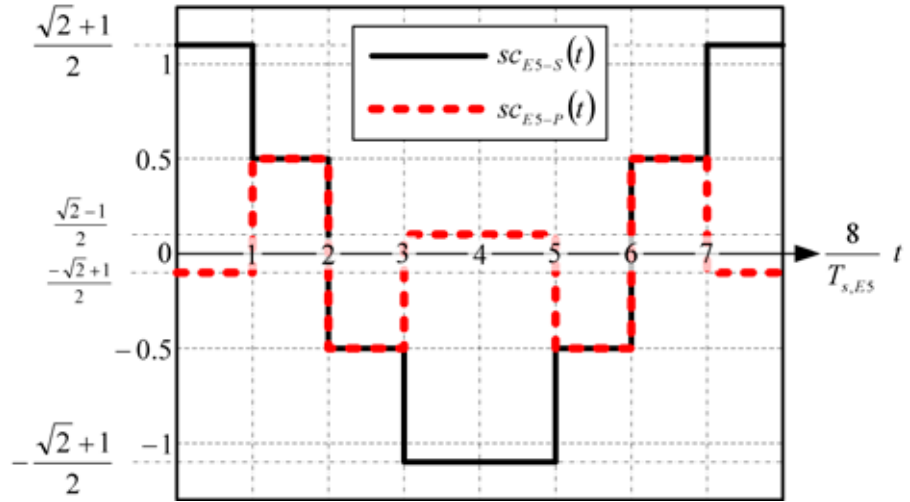 (√2 + 1)/2
1
sc_{E5-S}(t)
sc_{E5-P}(t)
0.5
(√2 − 1)/2
0
1 2 3 4 5 6 7
8/T_{s,E5} t
(−√2 + 1)/2
−0.5
−1
−(√2 + 1)/2